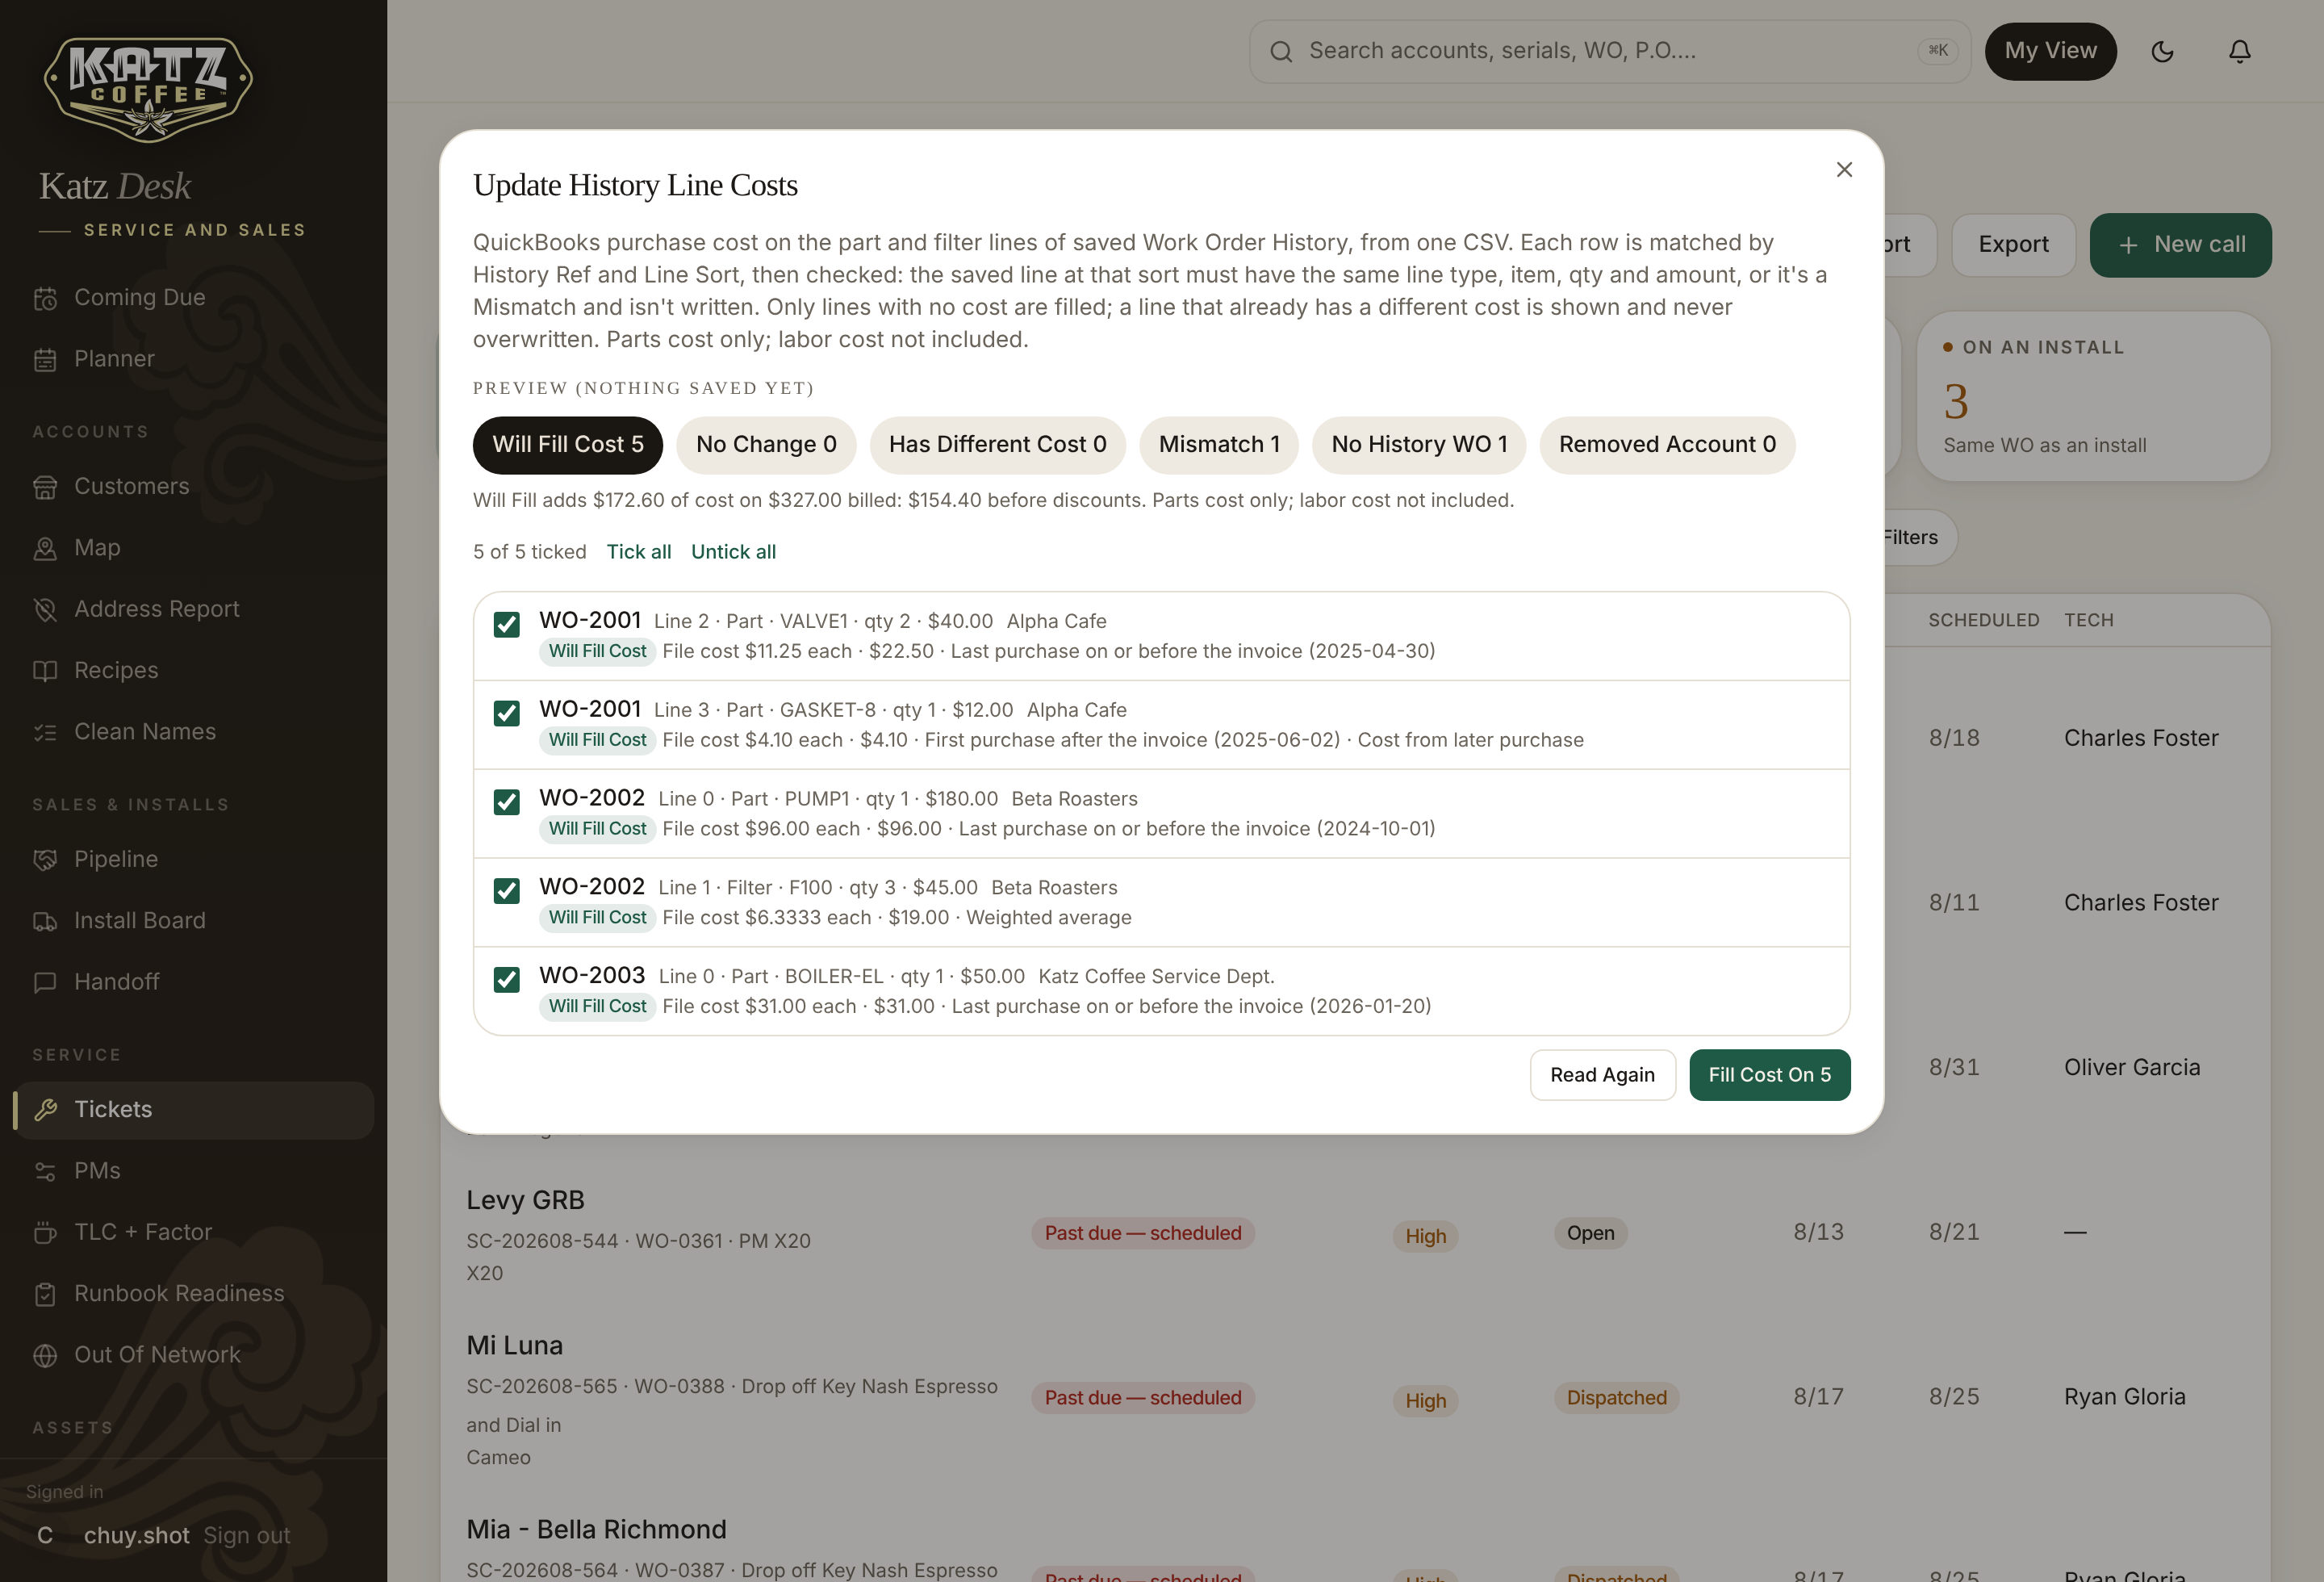 KATZ
COFFEE
Katz Desk
SERVICE AND SALES
Coming Due
Planner
ACCOUNTS
Customers
Map
Address Report
Recipes
Clean Names
SALES & INSTALLS
Pipeline
Install Board
Handoff
SERVICE
Tickets
PMs
TLC + Factor
Runbook Readiness
Out Of Network
ASSETS
Signed in
C chuy.shot Sign out
Search accounts, serials, WO, P.O....
⌘K
My View
Export
+ New call
ON AN INSTALL
3
Same WO as an install
Filters
SCHEDULED TECH
8/18 Charles Foster
8/11 Charles Foster
8/31 Oliver Garcia
Update History Line Costs
QuickBooks purchase cost on the part and filter lines of saved Work Order History, from one CSV. Each row is matched by
History Ref and Line Sort, then checked: the saved line at that sort must have the same line type, item, qty and amount, or it's a
Mismatch and isn't written. Only lines with no cost are filled; a line that already has a different cost is shown and never
overwritten. Parts cost only; labor cost not included.
PREVIEW (NOTHING SAVED YET)
Will Fill Cost 5
No Change 0
Has Different Cost 0
Mismatch 1
No History WO 1
Removed Account 0
Will Fill adds $172.60 of cost on $327.00 billed: $154.40 before discounts. Parts cost only; labor cost not included.
5 of 5 ticked Tick all Untick all
WO-2001 Line 2 · Part · VALVE1 · qty 2 · $40.00 Alpha Cafe
Will Fill Cost File cost $11.25 each · $22.50 · Last purchase on or before the invoice (2025-04-30)
WO-2001 Line 3 · Part · GASKET-8 · qty 1 · $12.00 Alpha Cafe
Will Fill Cost File cost $4.10 each · $4.10 · First purchase after the invoice (2025-06-02) · Cost from later purchase
WO-2002 Line 0 · Part · PUMP1 · qty 1 · $180.00 Beta Roasters
Will Fill Cost File cost $96.00 each · $96.00 · Last purchase on or before the invoice (2024-10-01)
WO-2002 Line 1 · Filter · F100 · qty 3 · $45.00 Beta Roasters
Will Fill Cost File cost $6.3333 each · $19.00 · Weighted average
WO-2003 Line 0 · Part · BOILER-EL · qty 1 · $50.00 Katz Coffee Service Dept.
Will Fill Cost File cost $31.00 each · $31.00 · Last purchase on or before the invoice (2026-01-20)
Read Again
Fill Cost On 5
Levy GRB
SC-202608-544 · WO-0361 · PM X20
X20
Past due — scheduled High Open 8/13 8/21 —
Mi Luna
SC-202608-565 · WO-0388 · Drop off Key Nash Espresso
and Dial in
Cameo
Past due — scheduled High Dispatched 8/17 8/25 Ryan Gloria
Mia - Bella Richmond
SC-202608-564 · WO-0387 · Drop off Key Nash Espresso
Past due — scheduled High Dispatched 8/17 8/25 Ryan Gloria